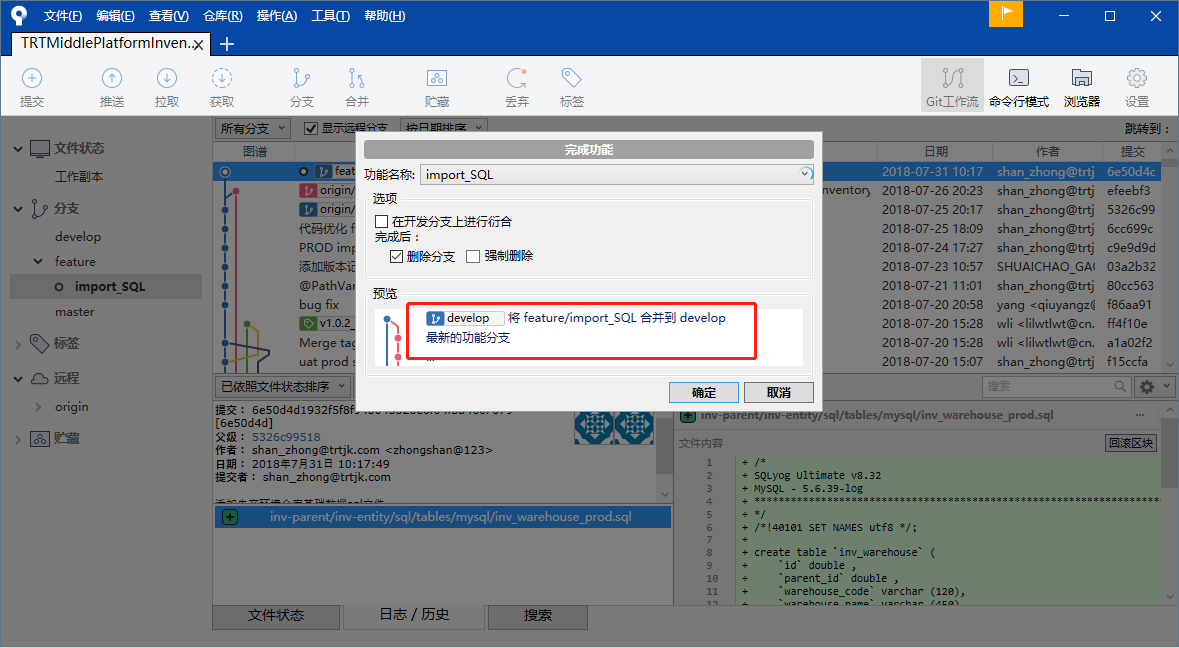 文件(F) 编辑(E) 查看(V) 仓库(R) 操作(A) 工具(T) 帮助(H)
TRTMiddlePlatformInven..
提交 推送 拉取 获取 分支 合并 贮藏 丢弃 标签 Git工作流 命令行模式 浏览器 设置
所有分支 显示远程分支 按日期排序 跳转到：
图谱 日期 作者 提交
文件状态
工作副本
分支
develop
feature
import_SQL
master
标签
远程
origin
贮藏
feat 2018-07-31 10:17 shan_zhong@trtj 6e50d4c
origin/ nventory 2018-07-26 20:23 shan_zhong@trtj efeebf3
origin/ 2018-07-25 20:17 shan_zhong@trtj 5326c99
代码优化 2018-07-25 18:09 shan_zhong@trtj 6cc699c
PROD imp 2018-07-24 17:27 shan_zhong@trtj c9e9d9d
添加版本记 2018-07-23 10:57 SHUAICHAO_GAO 03a2b32
@PathVar 2018-07-21 11:01 shan_zhong@trtj 80cc563
bug fix 2018-07-20 20:58 yang <qiuyangz@ f86aa91
v1.0.2_ 2018-07-20 15:28 wli <lilwtlwt@cn. ff4f10e
Merge tag 2018-07-20 15:28 wli <lilwtlwt@cn. a1a02f2
uat prod s 2018-07-20 15:07 shan_zhong@trtj f15ccfa
完成功能
功能名称: import_SQL
选项
在开发分支上进行衍合
完成后：
删除分支 强制删除
预览
develop 将 feature/import_SQL 合并到 develop
最新的功能分支
...
确定 取消
已依照文件状态排序 搜索
提交：
[6e50d4d]
父级： 5326c99518
作者： shan_zhong@trtjk.com <zhongshan@123>
日期： 2018年7月31日 10:17:49
提交者： shan_zhong@trtjk.com
inv-parent/inv-entity/sql/tables/mysql/inv_warehouse_prod.sql
inv-parent/inv-entity/sql/tables/mysql/inv_warehouse_prod.sql ...
文件内容 回滚区块
1 + /*
2 + SQLyog Ultimate v8.32
3 + MySQL - 5.6.39-log
4 + *********************************************************************
5 + */
6 + /*!40101 SET NAMES utf8 */;
7 +
8 + create table `inv_warehouse` (
9 + `id` double ,
10 + `parent_id` double ,
11 + `warehouse_code` varchar (120),
12 + `warehouse_name` varchar (450)
文件状态 日志 / 历史 搜索